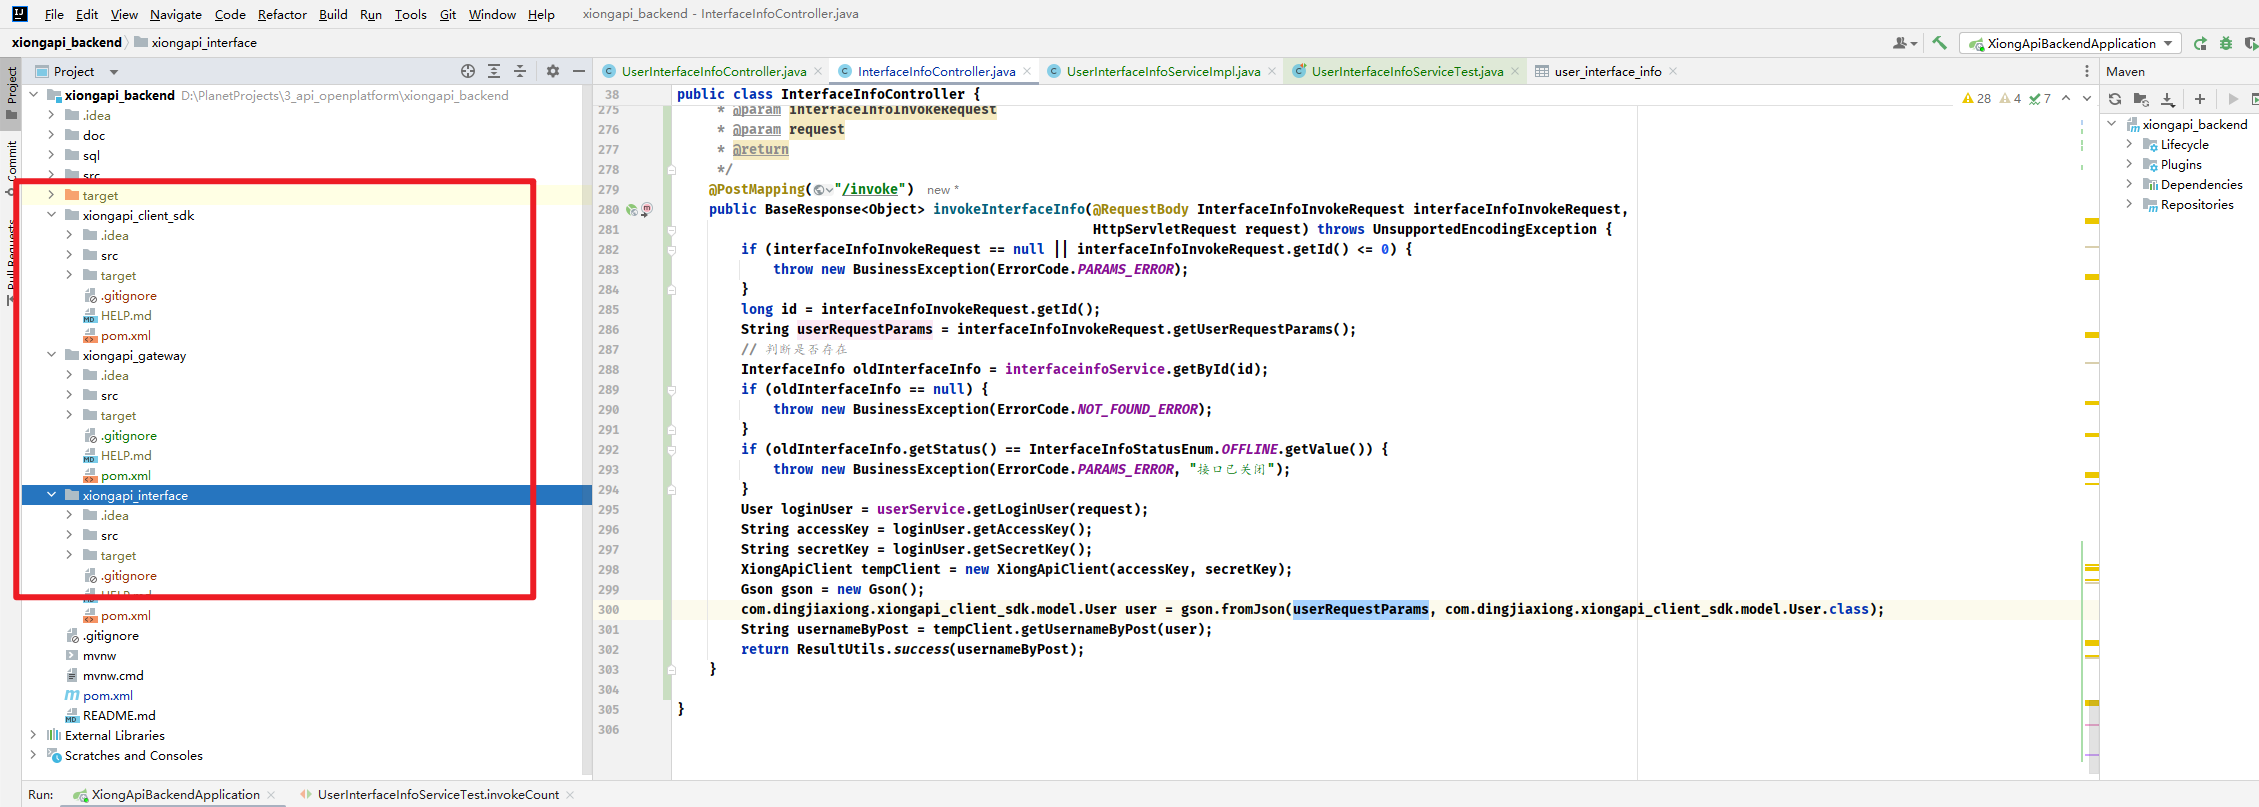 File Edit View Navigate Code Refactor Build Run Tools Git Window Help xiongapi_backend - InterfaceInfoController.java
xiongapi_backend xiongapi_interface XiongApiBackendApplication
Project
UserInterfaceInfoController.java InterfaceInfoController.java UserInterfaceInfoServiceImpl.java UserInterfaceInfoServiceTest.java user_interface_info Maven
Project
Commit
Pull Requests
xiongapi_backend D:\PlanetProjects\3_api_openplatform\xiongapi_backend
.idea
doc
sql
src
target
xiongapi_client_sdk
.idea
src
target
.gitignore
HELP.md
pom.xml
xiongapi_gateway
.idea
src
target
.gitignore
HELP.md
pom.xml
xiongapi_interface
.idea
src
target
.gitignore
HELP.md
pom.xml
.gitignore
mvnw
mvnw.cmd
pom.xml
README.md
External Libraries
Scratches and Consoles
38 public class InterfaceInfoController {
28 4 7
275 * @param interfaceInfoInvokeRequest
276 * @param request
277 * @return
278 */
279 @PostMapping("/invoke") new *
280 public BaseResponse<Object> invokeInterfaceInfo(@RequestBody InterfaceInfoInvokeRequest interfaceInfoInvokeRequest,
281 HttpServletRequest request) throws UnsupportedEncodingException {
282 if (interfaceInfoInvokeRequest == null || interfaceInfoInvokeRequest.getId() <= 0) {
283 throw new BusinessException(ErrorCode.PARAMS_ERROR);
284 }
285 long id = interfaceInfoInvokeRequest.getId();
286 String userRequestParams = interfaceInfoInvokeRequest.getUserRequestParams();
287 // 判断是否存在
288 InterfaceInfo oldInterfaceInfo = interfaceinfoService.getById(id);
289 if (oldInterfaceInfo == null) {
290 throw new BusinessException(ErrorCode.NOT_FOUND_ERROR);
291 }
292 if (oldInterfaceInfo.getStatus() == InterfaceInfoStatusEnum.OFFLINE.getValue()) {
293 throw new BusinessException(ErrorCode.PARAMS_ERROR, "接口已关闭");
294 }
295 User loginUser = userService.getLoginUser(request);
296 String accessKey = loginUser.getAccessKey();
297 String secretKey = loginUser.getSecretKey();
298 XiongApiClient tempClient = new XiongApiClient(accessKey, secretKey);
299 Gson gson = new Gson();
300 com.dingjiaxiong.xiongapi_client_sdk.model.User user = gson.fromJson(userRequestParams, com.dingjiaxiong.xiongapi_client_sdk.model.User.class);
301 String usernameByPost = tempClient.getUsernameByPost(user);
302 return ResultUtils.success(usernameByPost);
303 }
304
305 }
306
xiongapi_backend
Lifecycle
Plugins
Dependencies
Repositories
Run: XiongApiBackendApplication UserInterfaceInfoServiceTest.invokeCount